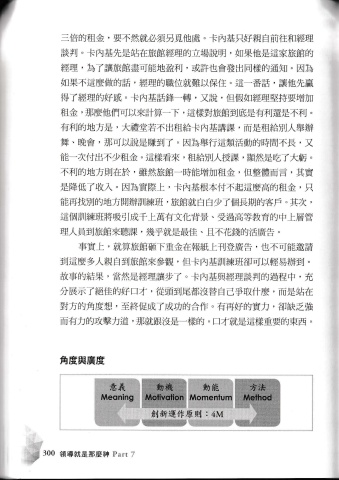 三倍的租金，要不然就必須另覓他處。卡內基只好親自前往和經理
談判。卡內基先是站在旅館經理的立場說明，如果他是這家旅館的
經理，為了讓旅館盡可能地盈利，或許也會發出同樣的通知，因為
如果不這麼做的話，經理的職位就難以保住。這一番話，讓他先贏
得了經理的好感。卡內基話鋒一轉，又說，但假如經理堅持要增加
租金，那麼他們可以來計算一下，這樣對旅館到底是有利還是不利。
有利的地方是，大禮堂若不出租給卡內基講課，而是租給別人舉辦
舞、晚會，那可以說是賺到了。因為舉行這類活動的時間不長，又
能一次付出不少租金。這樣看來，租給別人授課，顯然是吃了大虧。
不利的地方則在於，雖然旅館一時能增加租金，但整體而言，其實
是降低了收入。因為實際上，卡內基根本付不起這麼高的租金，只
能再找別的地方開辦訓練班，旅館就白白少了個長期的客戶。其次，
這個訓練班將吸引成千上萬有文化背景、受過高等教育的中上層管
理人員到旅館來聽課，幾乎就是最佳、且不花錢的活廣告。
事實上，就算旅館砸下重金在報紙上刊登廣告，也不可能邀請
到這麼多人親自到旅館來參觀，但卡內基訓練班卻可以輕易辦到。
故事的結果，當然是經理讓步了。卡內基與經理談判的過程中，充
分展示了絕佳的好口才，從頭到尾都沒替自己爭取什麼，而是站在
對方的角度想，至終促成了成功的合作。有再好的實力，卻缺乏強
而有力的攻擊力道，那就跟沒是一樣的。口才就是這樣重要的東西。
角度與廣度
意義 動機 動能 方法
Meaning Motivation Momentum Method
創新運作原則：4M
300 領導就是那麼神 Part 7